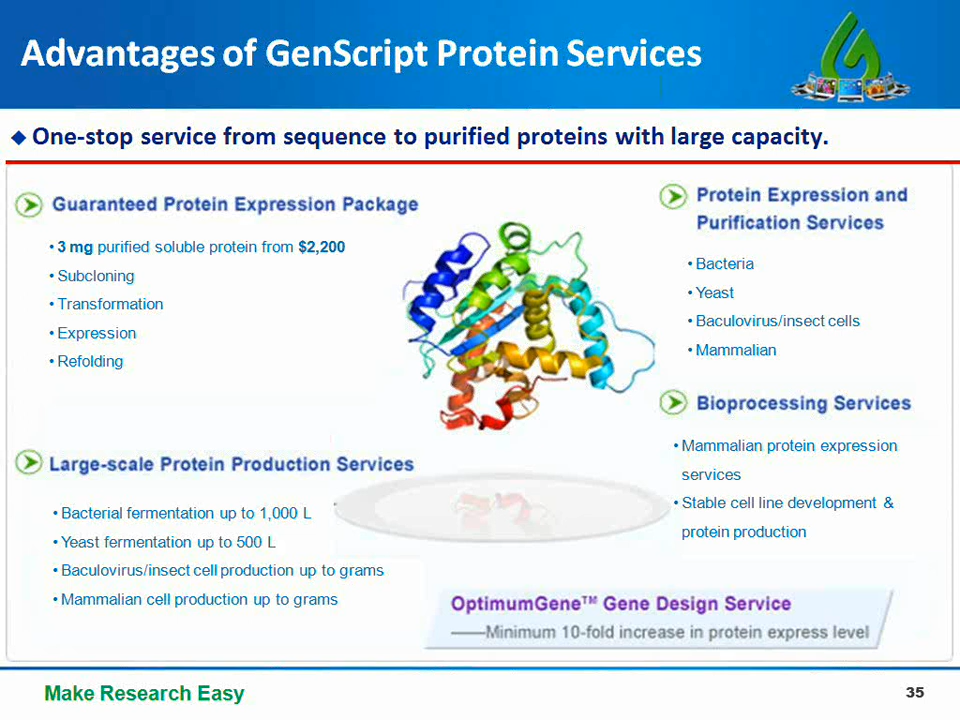 Advantages of GenScript Protein Services
◆ One-stop service from sequence to purified proteins with large capacity.
Guaranteed Protein Expression Package
• 3 mg purified soluble protein from $2,200
• Subcloning
• Transformation
• Expression
• Refolding
Large-scale Protein Production Services
• Bacterial fermentation up to 1,000 L
• Yeast fermentation up to 500 L
• Baculovirus/insect cell production up to grams
• Mammalian cell production up to grams
Protein Expression and
Purification Services
• Bacteria
• Yeast
• Baculovirus/insect cells
• Mammalian
Bioprocessing Services
• Mammalian protein expression
services
• Stable cell line development &
protein production
OptimumGene™ Gene Design Service
——Minimum 10-fold increase in protein express level
Make Research Easy
35